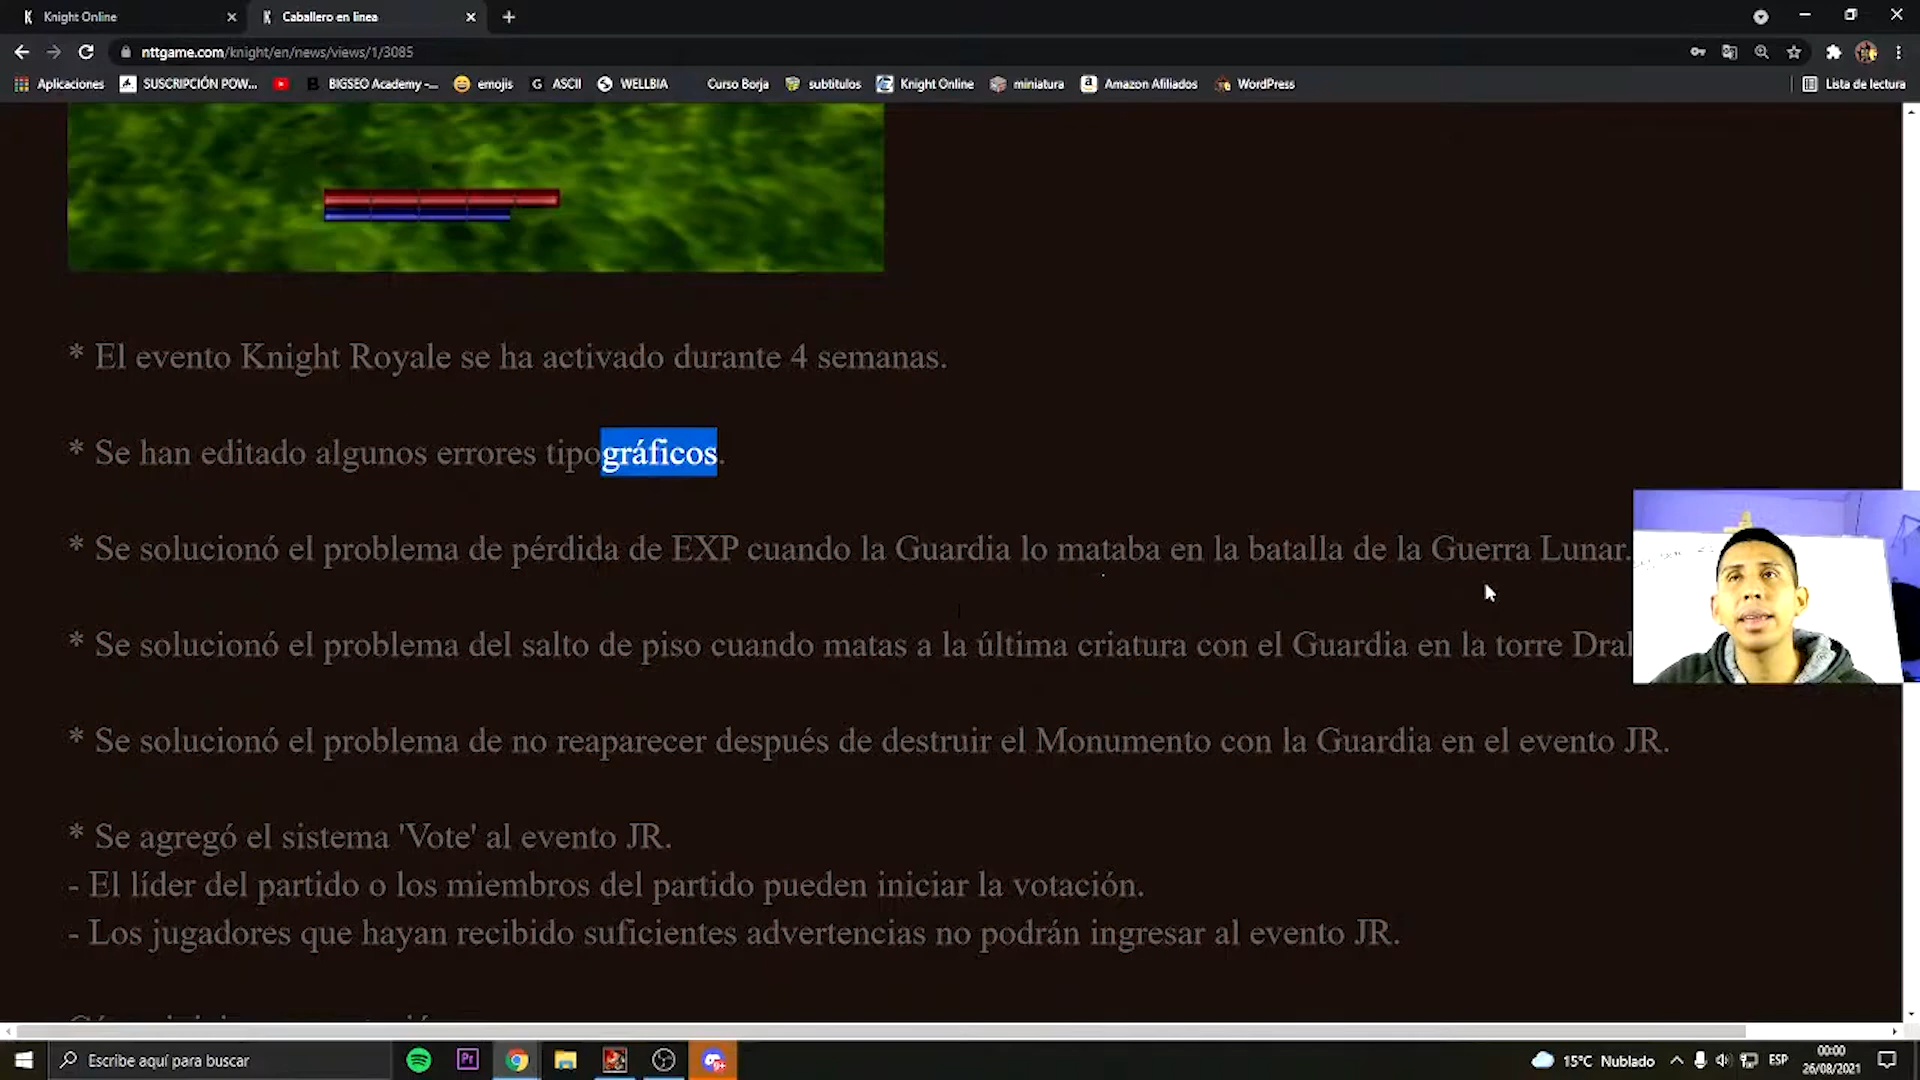 Knight Online
Caballero en linea
nttgame.com/knight/en/news/views/1/3085
Aplicaciones
SUSCRIPCIÓN POW...
BIGSEO Academy –...
emojis
ASCII
WELLBIA
Curso Borja
subtitulos
Knight Online
miniatura
Amazon Afiliados
WordPress
Lista de lectura
* El evento Knight Royale se ha activado durante 4 semanas.
* Se han editado algunos errores tipográficos.
* Se solucionó el problema de pérdida de EXP cuando la Guardia lo mataba en la batalla de la Guerra Lunar.
* Se solucionó el problema del salto de piso cuando matas a la última criatura con el Guardia en la torre Dral
* Se solucionó el problema de no reaparecer después de destruir el Monumento con la Guardia en el evento JR.
* Se agregó el sistema 'Vote' al evento JR.
- El líder del partido o los miembros del partido pueden iniciar la votación.
- Los jugadores que hayan recibido suficientes advertencias no podrán ingresar al evento JR.
Escribe aquí para buscar
15°C Nublado
ESP
00:00
26/08/2021